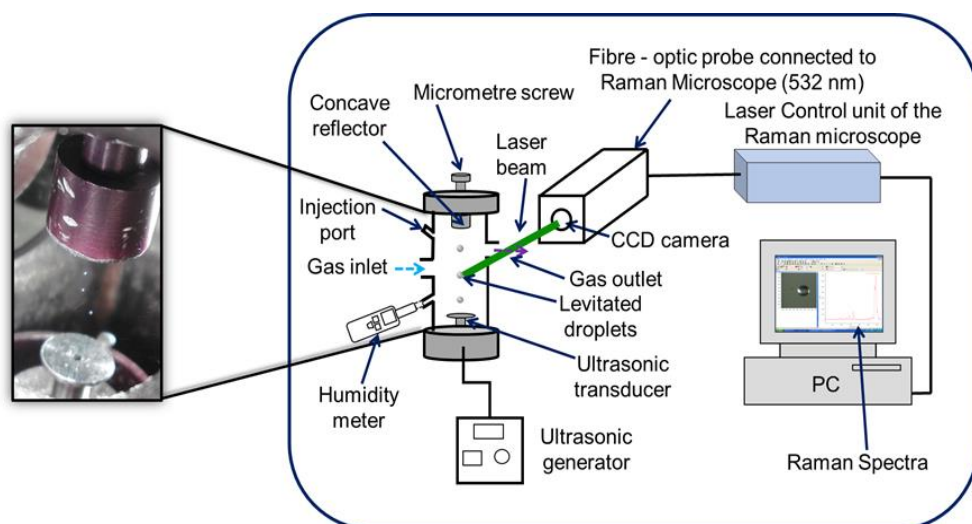 Fibre - optic probe connected to
Raman Microscope (532 nm)
Micrometre screw
Concave
reflector
Laser Control unit of the
Raman microscope
Laser
beam
Injection
port
CCD camera
Gas inlet
Gas outlet
Levitated
droplets
Ultrasonic
transducer
Humidity
meter
PC
Ultrasonic
generator
Raman Spectra